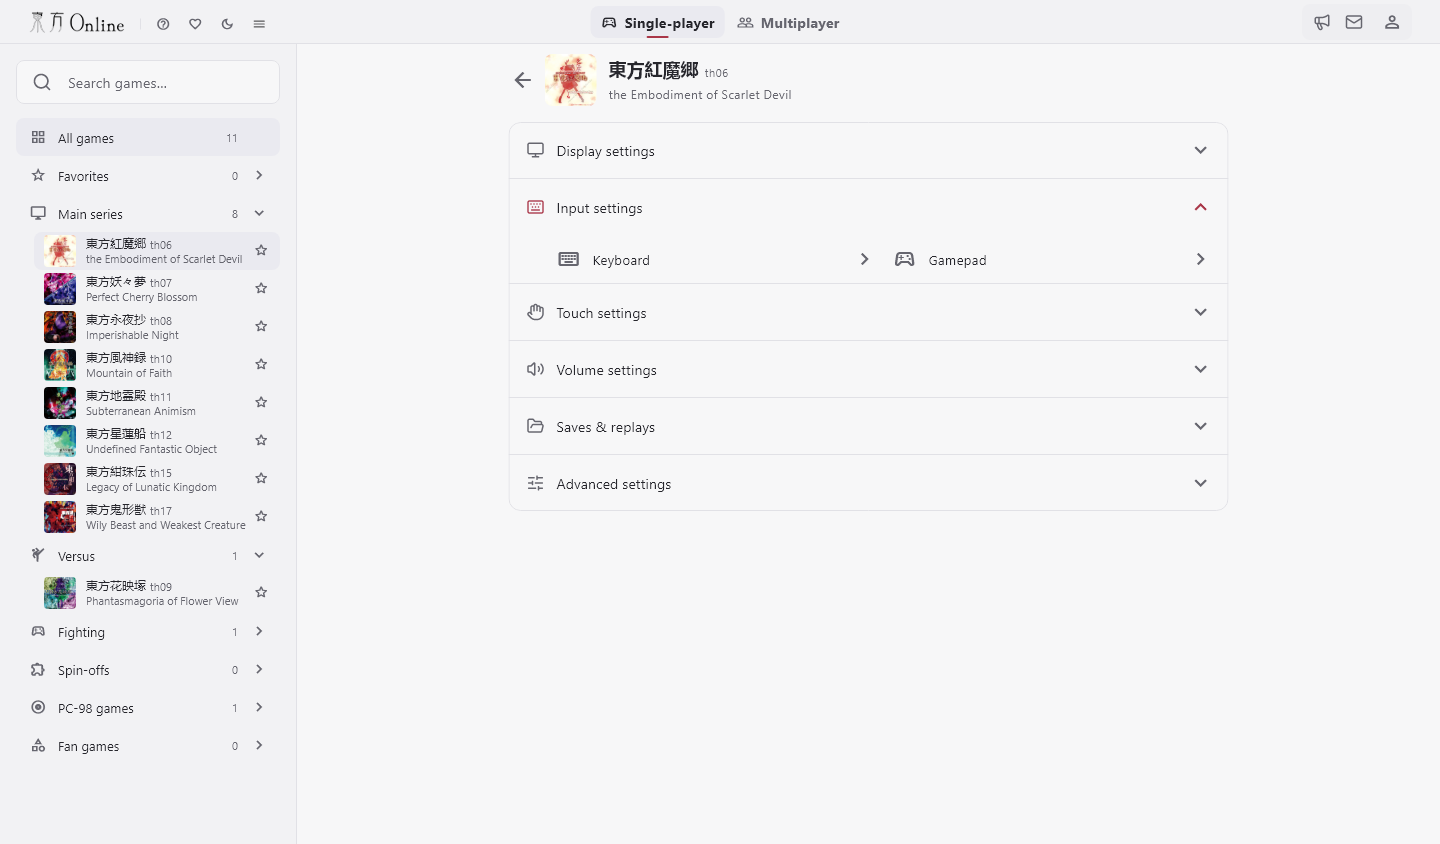 東方 Online
Single-player
Multiplayer
Search games...
All games 11
Favorites 0
Main series 8
東方紅魔郷 th06
the Embodiment of Scarlet Devil
東方妖々夢 th07
Perfect Cherry Blossom
東方永夜抄 th08
Imperishable Night
東方風神録 th10
Mountain of Faith
東方地霊殿 th11
Subterranean Animism
東方星蓮船 th12
Undefined Fantastic Object
東方紺珠伝 th15
Legacy of Lunatic Kingdom
東方鬼形獣 th17
Wily Beast and Weakest Creature
Versus 1
東方花映塚 th09
Phantasmagoria of Flower View
Fighting 1
Spin-offs 0
PC-98 games 1
Fan games 0
東方紅魔郷 th06
the Embodiment of Scarlet Devil
Display settings
Input settings
Keyboard
Gamepad
Touch settings
Volume settings
Saves & replays
Advanced settings